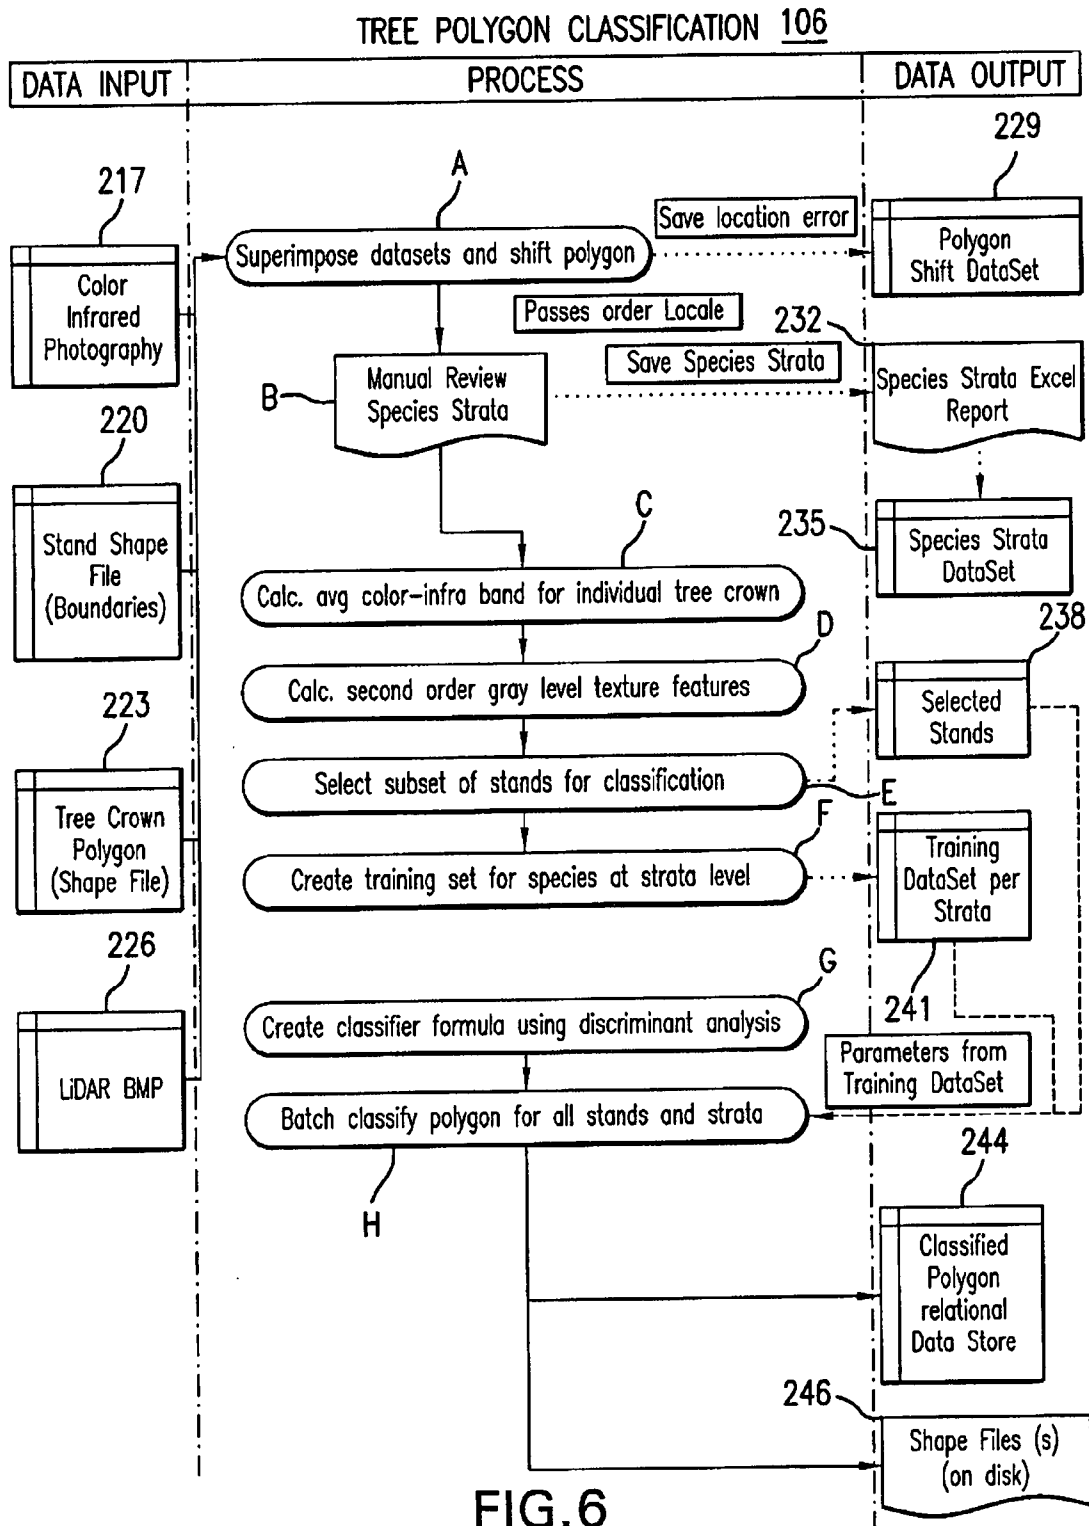 TREE POLYGON CLASSIFICATION 106
DATA INPUT
PROCESS
DATA OUTPUT
217
Color
Infrared
Photography
220
Stand Shape
File
(Boundaries)
223
Tree Crown
Polygon
(Shape File)
226
LiDAR BMP
A
Superimpose datasets and shift polygon
Save location error
229
Polygon
Shift DataSet
Passes order Locale
B
Manual Review
Species Strata
Save Species Strata
232
Species Strata Excel
Report
235
Species Strata
DataSet
C
Calc. avg color-infra band for individual tree crown
D
Calc. second order gray level texture features
238
Selected
Stands
Select subset of stands for classification
E
F
Create training set for species at strata level
Training
DataSet per
Strata
241
G
Create classifier formula using discriminant analysis
Parameters from
Training DataSet
Batch classify polygon for all stands and strata
H
244
Classified
Polygon
relational
Data Store
246
Shape Files (s)
(on disk)
FIG.6